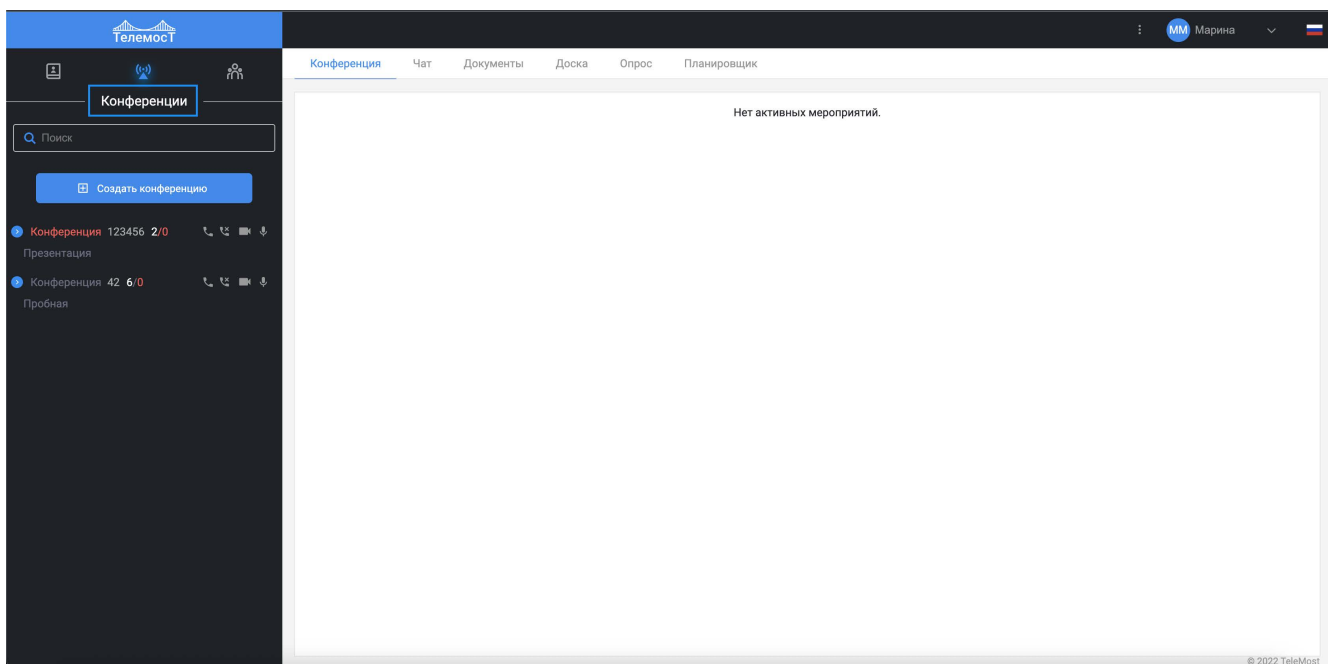 Телемост
ММ Марина
Конференции
Поиск
Создать конференцию
Конференция 123456 2/0
Презентация
Конференция 42 6/0
Пробная
Конференция Чат Документы Доска Опрос Планировщик
Нет активных мероприятий.
© 2022 TeleMost